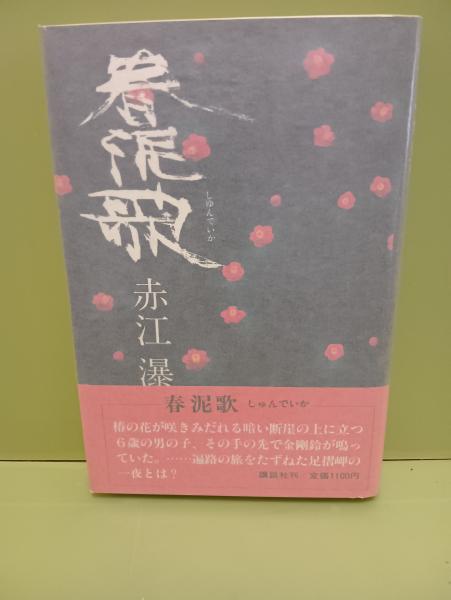 春泥歌
しゅんでいか
赤江瀑
春泥歌 しゅんでいか
椿の花が咲きみだれる暗い断崖の上に立つ
6歳の男の子、その手の先で金剛鈴が鳴っ
ていた。……遍路の旅をたずねた足摺岬の
一夜とは? 講談社刊/定価1100円